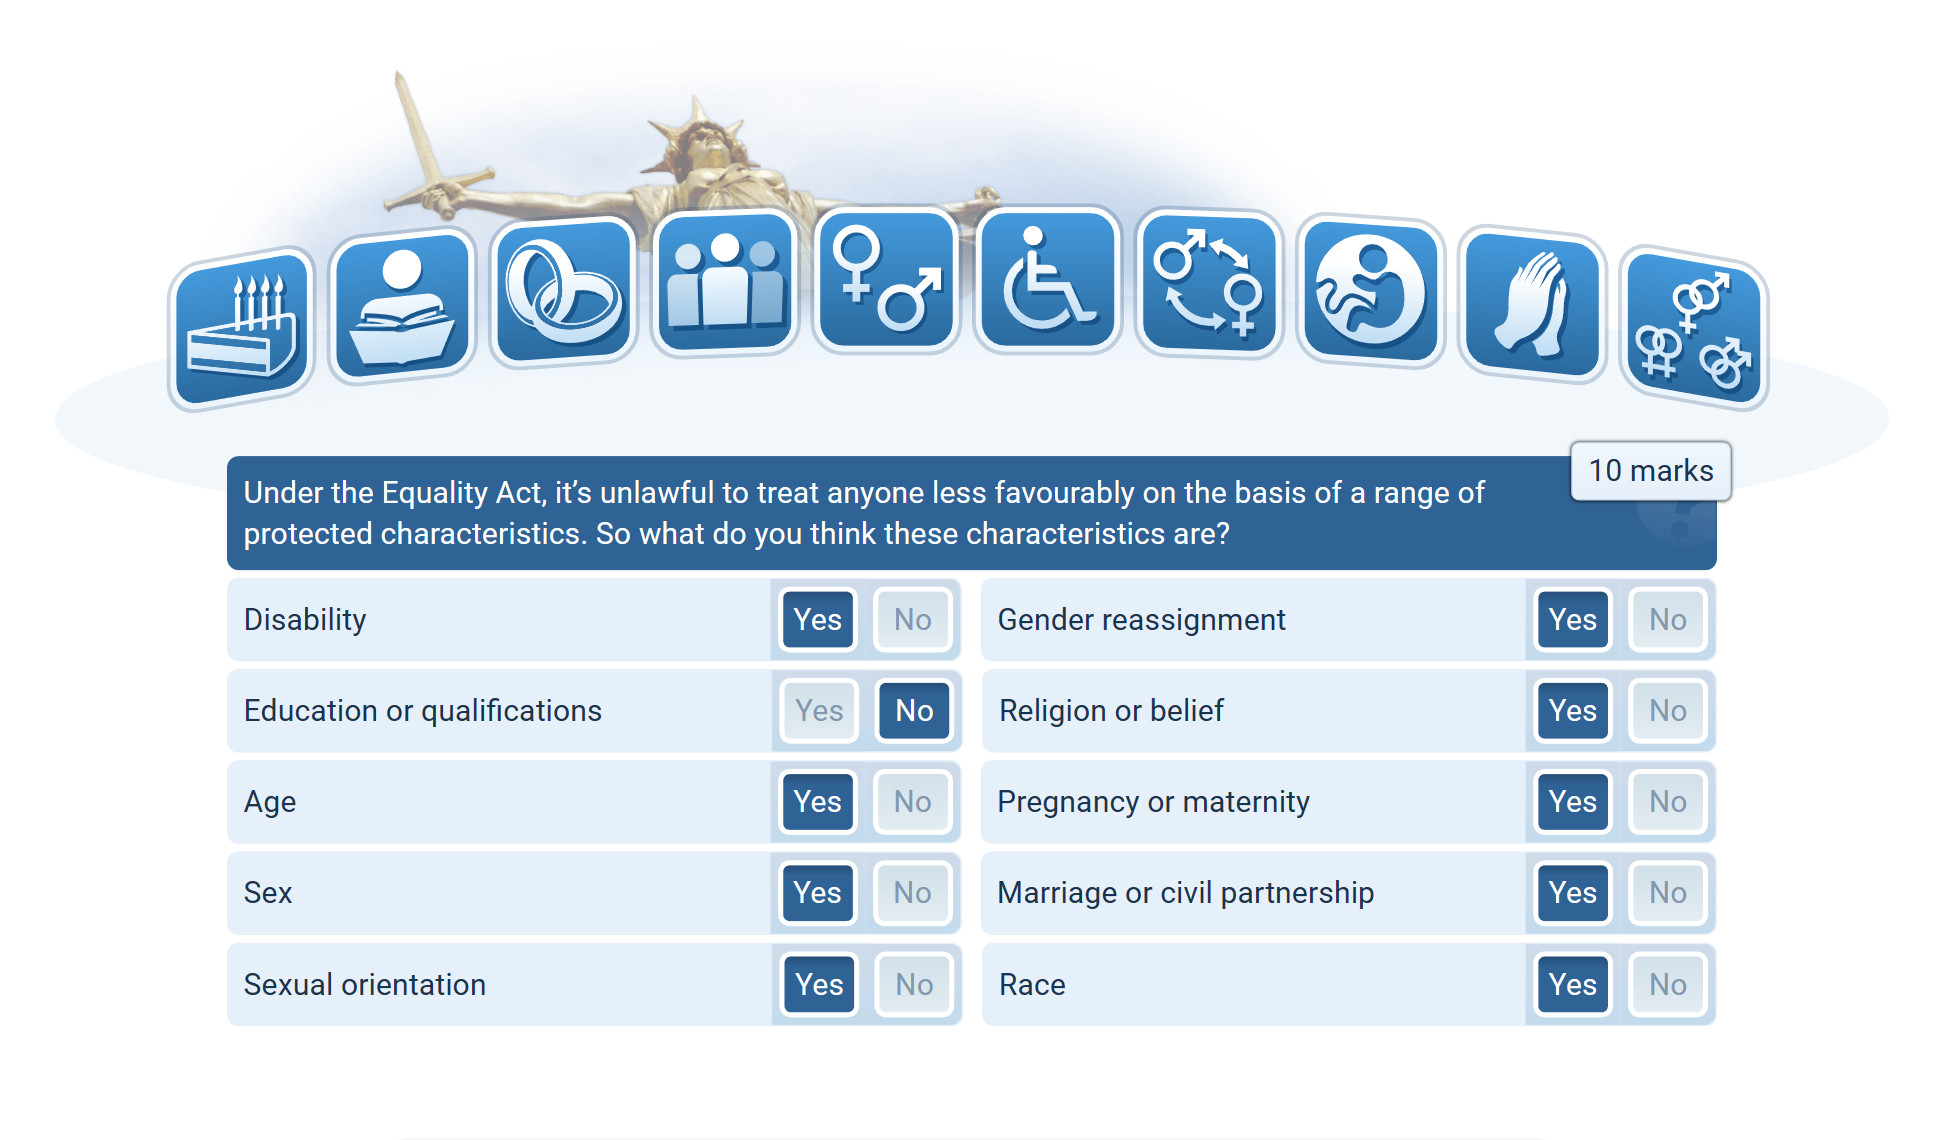 10 marks
Under the Equality Act, it’s unlawful to treat anyone less favourably on the basis of a range of
protected characteristics. So what do you think these characteristics are?
Disability Yes No
Gender reassignment Yes No
Education or qualifications Yes No
Religion or belief Yes No
Age Yes No
Pregnancy or maternity Yes No
Sex Yes No
Marriage or civil partnership Yes No
Sexual orientation Yes No
Race Yes No